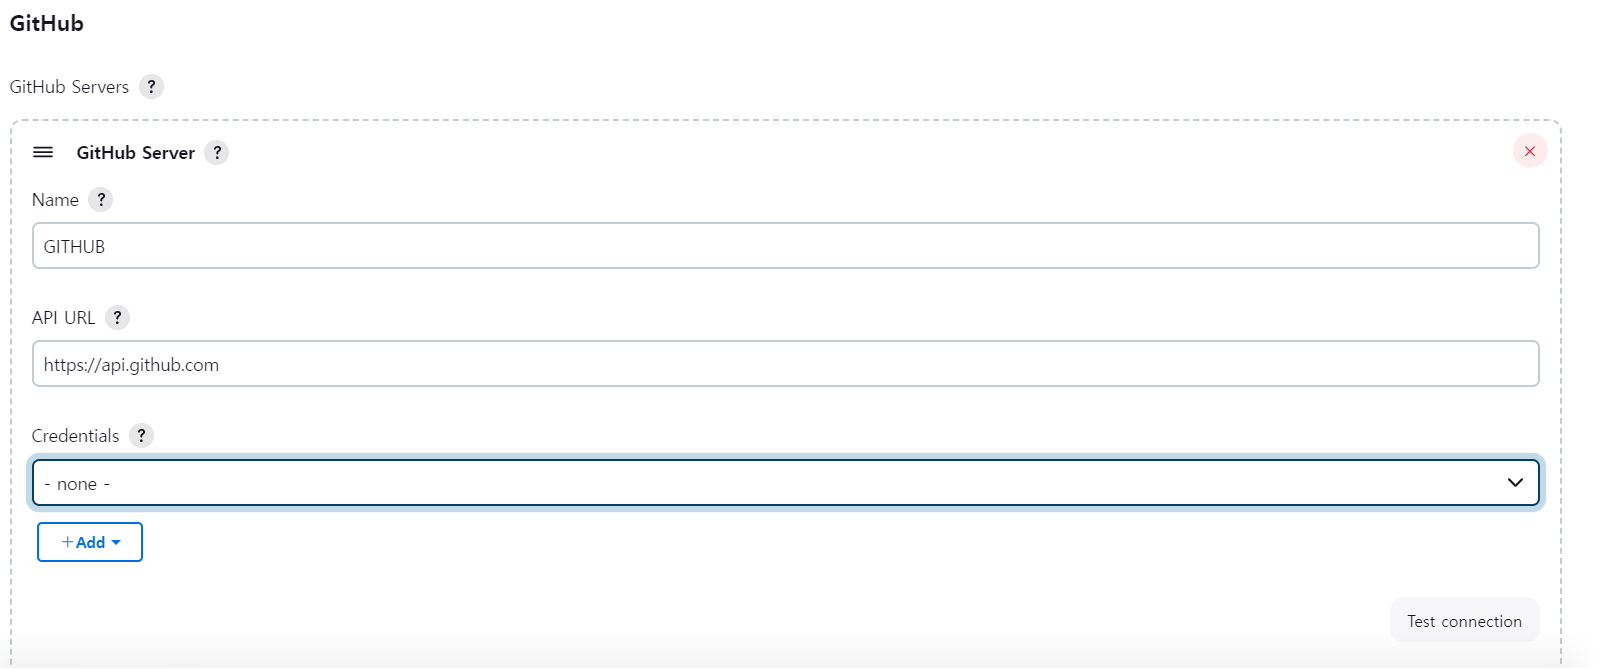 GitHub
GitHub Servers ?
GitHub Server ?
Name ?
GITHUB
API URL ?
https://api.github.com
Credentials ?
- none -
+ Add
Test connection